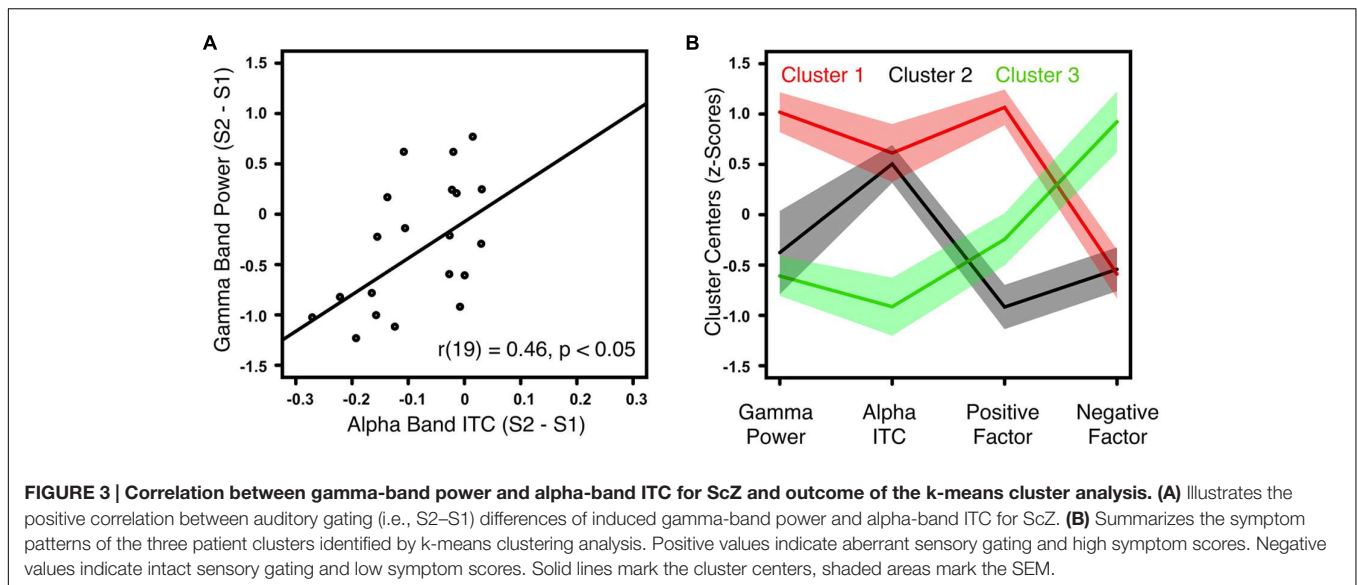 A
Gamma Band Power (S2 - S1)
1.5
1.0
0.5
0
-0.5
-1.0
-1.5
r(19) = 0.46, p < 0.05
-0.3 -0.2 -0.1 0 0.1 0.2 0.3
Alpha Band ITC (S2 - S1)
B
Cluster Centers (z-Scores)
1.5
1.0
0.5
0
-0.5
-1.0
-1.5
Cluster 1 Cluster 2 Cluster 3
Gamma Alpha Positive Negative
Power ITC Factor Factor
FIGURE 3 | Correlation between gamma-band power and alpha-band ITC for ScZ and outcome of the k-means cluster analysis. (A) Illustrates the
positive correlation between auditory gating (i.e., S2–S1) differences of induced gamma-band power and alpha-band ITC for ScZ. (B) Summarizes the symptom
patterns of the three patient clusters identified by k-means clustering analysis. Positive values indicate aberrant sensory gating and high symptom scores. Negative
values indicate intact sensory gating and low symptom scores. Solid lines mark the cluster centers, shaded areas mark the SEM.